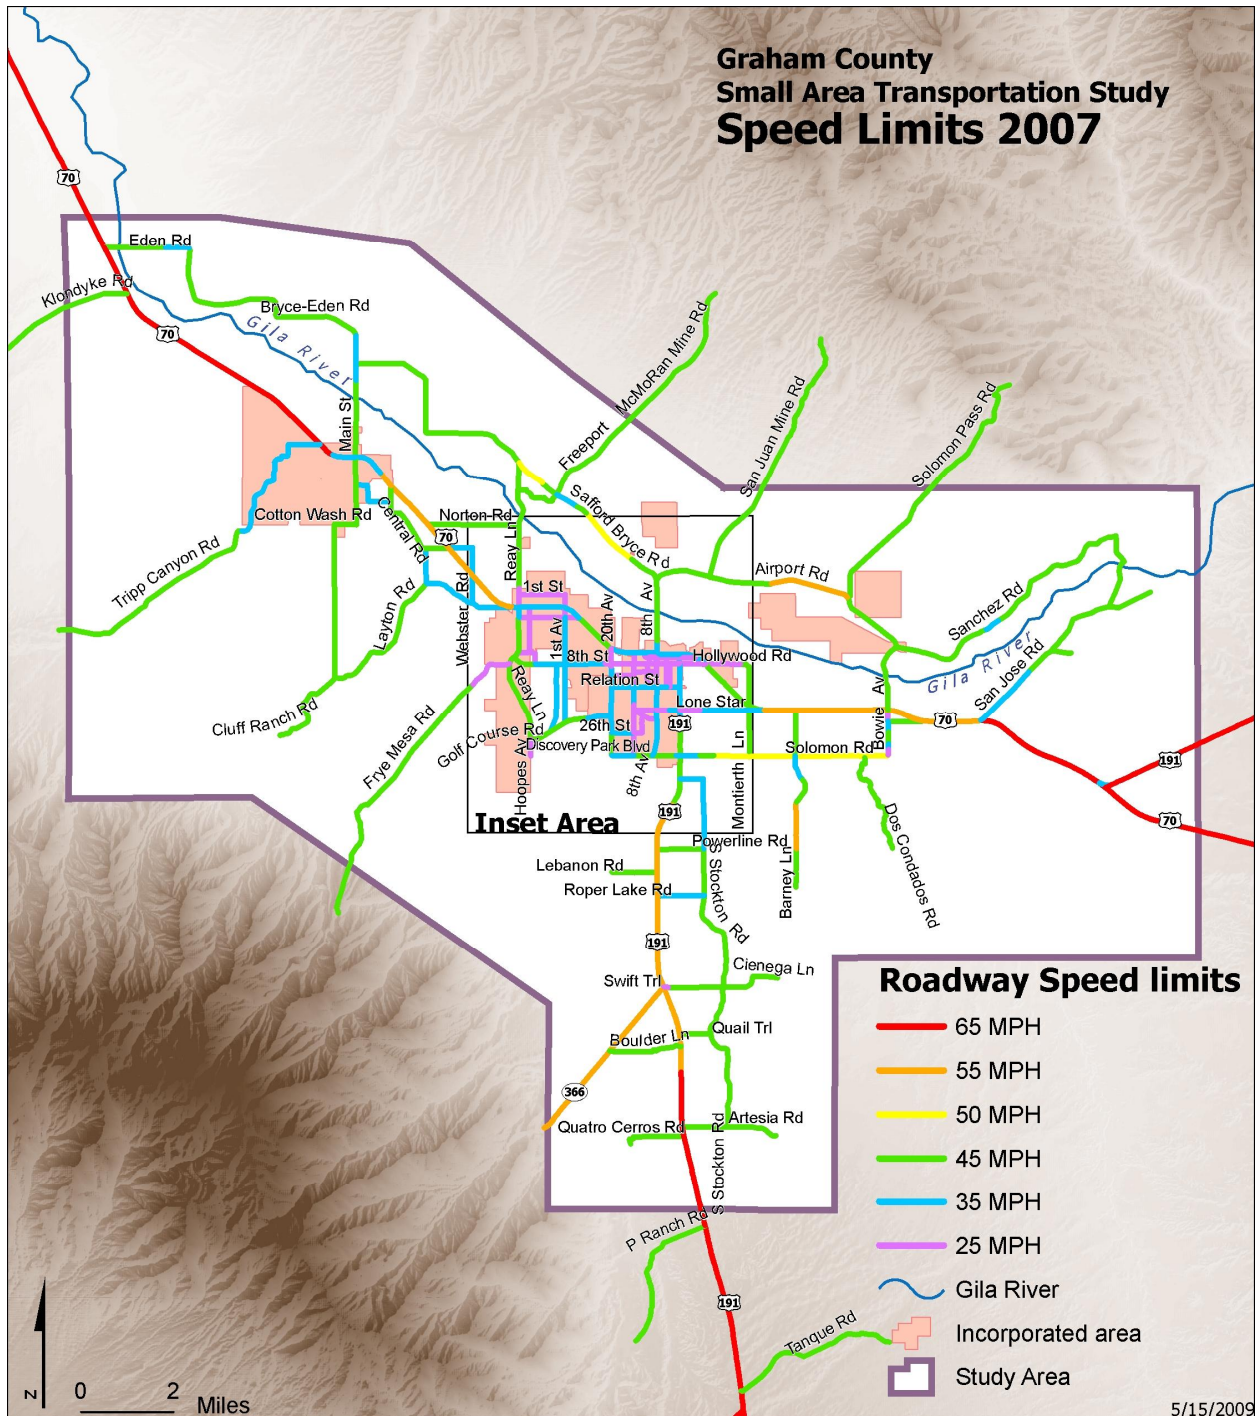 Graham County
Small Area Transportation Study
Speed Limits 2007
70
Eden Rd
Klondyke Rd
Bryce-Eden Rd
Gila River
70
Freeport McMoRan Mine Rd
San Juan Mine Rd
Solomon Pass Rd
Main St
Cotton Wash Rd
Central Rd
Norton Rd
70
Safford Bryce Rd
Reay Ln
Tripp Canyon Rd
Layton Rd
Webster Rd
1st St
1st Av
20th Av
8th Av
Airport Rd
Sanchez Rd
Gila River
San Jose Rd
8th St
Hollywood Rd
Relation St
Reay Ln
Lone Star
Cluff Ranch Rd
Frye Mesa Rd
Golf Course Rd
26th St
191
70
Bowie Av
Discovery Park Blvd
Solomon Rd
Hoopes Av
8th Av
Montierth Ln
191
Inset Area
191
70
Powerline Rd
Dos Condados Rd
Lebanon Rd
Roper Lake Rd
S Stockton Rd
Barney Ln
191
Swift Trl
Cienega Ln
Boulder Ln
Quail Trl
366
Quatro Cerros Rd
Artesia Rd
S Stockton Rd
P Ranch Rd
191
Tanque Rd
Roadway Speed limits
65 MPH
55 MPH
50 MPH
45 MPH
35 MPH
25 MPH
Gila River
Incorporated area
Study Area
N
0 2
Miles
5/15/2009